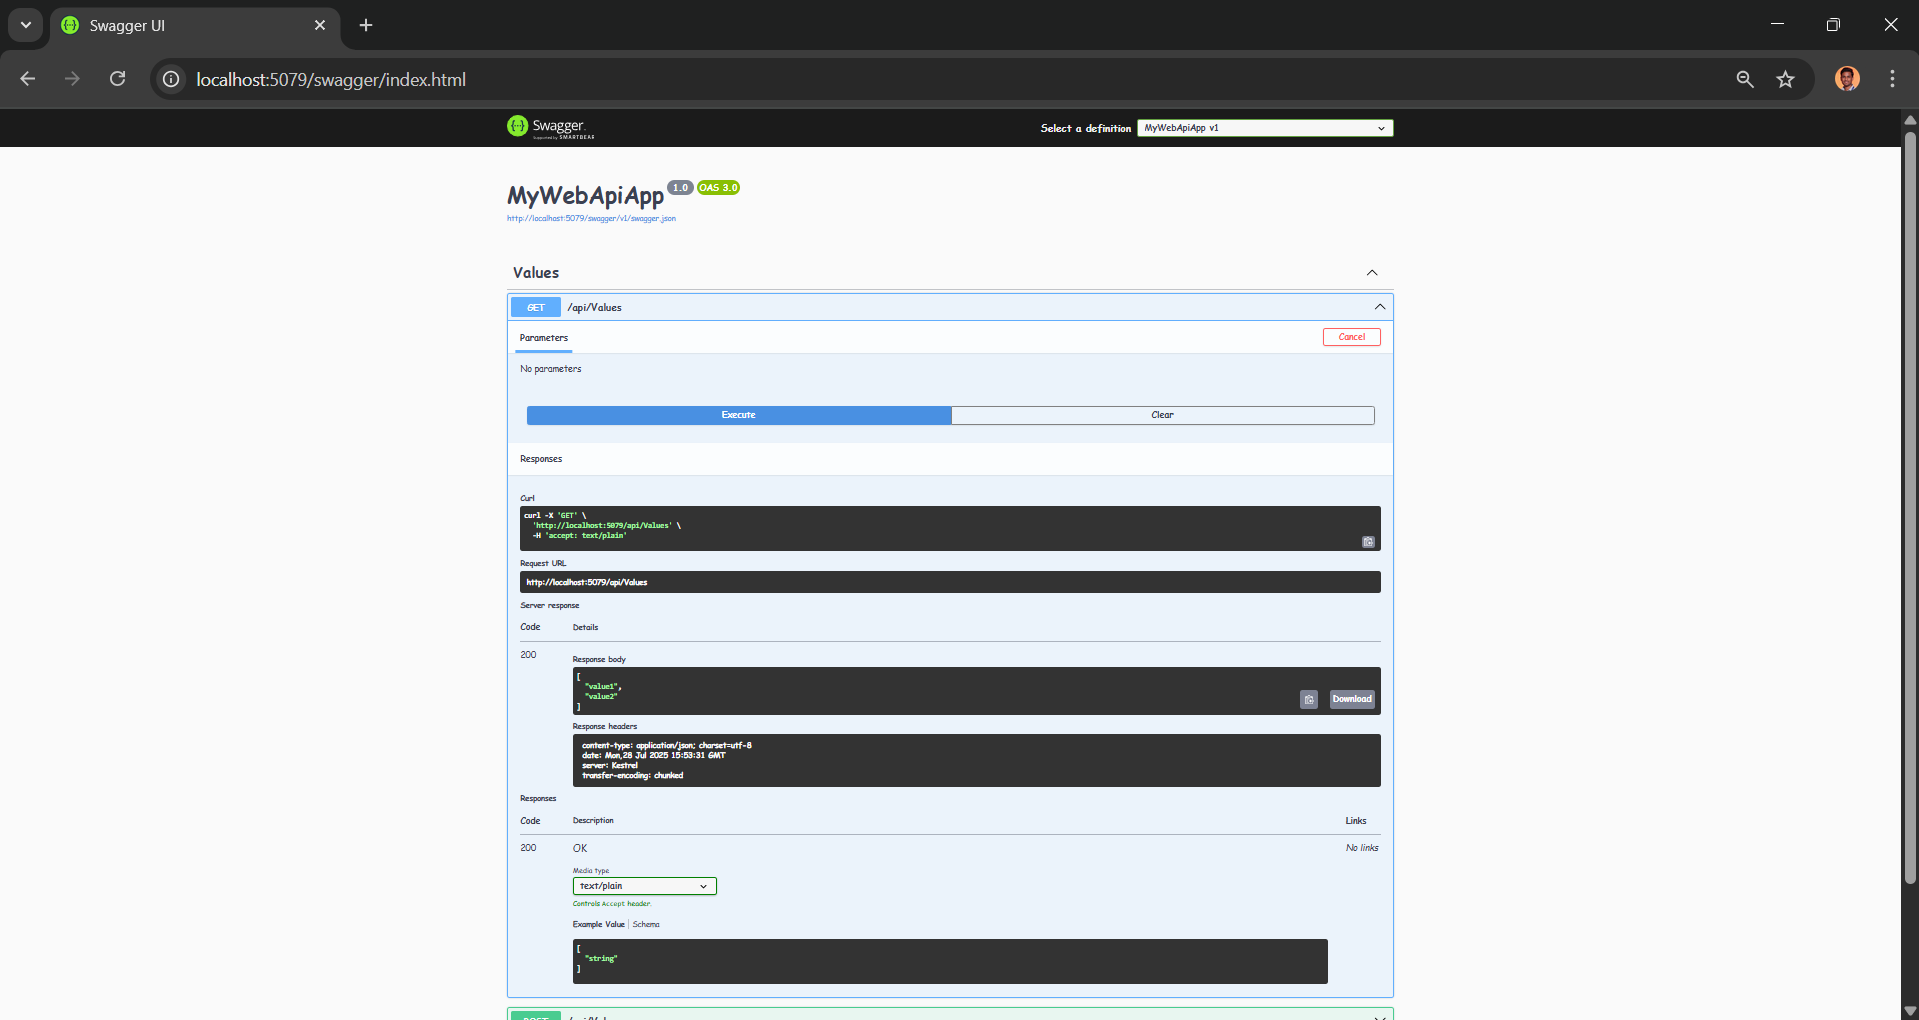 Swagger UI
localhost:5079/swagger/index.html
Swagger.
Supported by SMARTBEAR
Select a definition
MyWebApiApp v1
MyWebApiApp 1.0 OAS 3.0
http://localhost:5079/swagger/v1/swagger.json
Values
GET /api/Values
Parameters
Cancel
No parameters
Execute
Clear
Responses
Curl
curl -X 'GET' \
'http://localhost:5079/api/Values' \
-H 'accept: text/plain'
Request URL
http://localhost:5079/api/Values
Server response
Code Details
200
Response body
[
"value1",
"value2"
]
Download
Response headers
content-type: application/json; charset=utf-8
date: Mon,28 Jul 2025 15:53:31 GMT
server: Kestrel
transfer-encoding: chunked
Responses
Code Description Links
200 OK No links
Media type
text/plain
Controls Accept header.
Example Value Schema
[
"string"
]